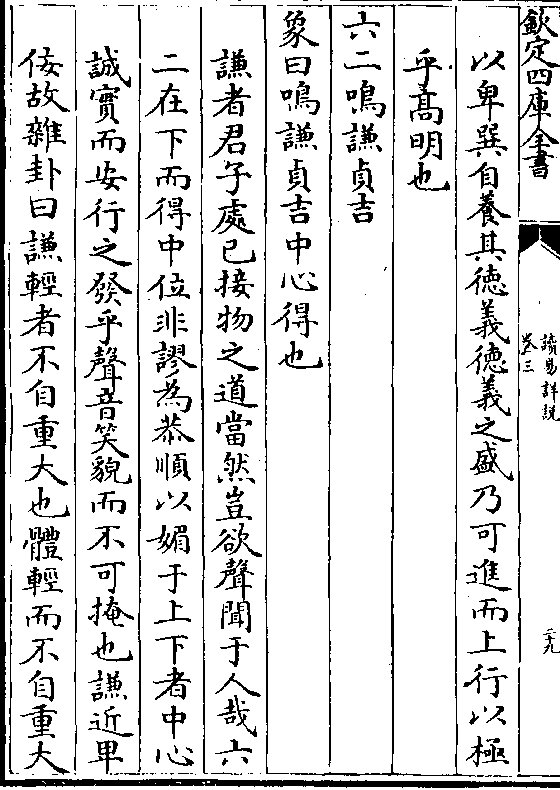 欽定四庫全書
讀易詳説
卷三
二十九
以卑巽自養其德義德義之盛乃可進而上行以極
乎髙明也
六二鳴謙貞吉
象曰鳴謙貞吉中心得也
謙者君子處已接物之道當然豈欲聲聞于人哉六
二在下而得中位非謬為恭順以媚于上下者中心
誠實而安行之發乎聲音笑貌而不可掩也謙近卑
佞故雜卦曰謙輕者不自重大也體輕而不自重大